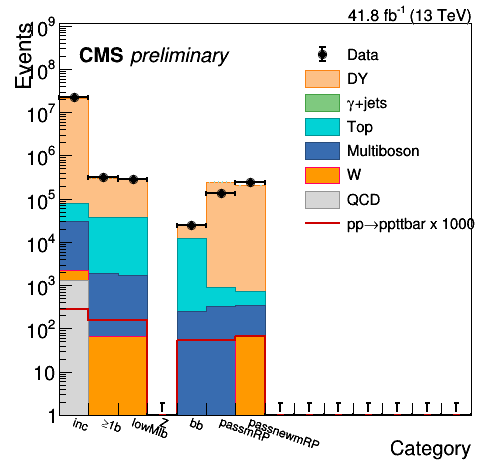 41.8 fb⁻¹ (13 TeV)
Events
CMS preliminary
10⁹
10⁸
10⁷
10⁶
10⁵
10⁴
10³
10²
10
1
Data
DY
γ+jets
Top
Multiboson
W
QCD
pp→ppttbar x 1000
inc
≥1b
lowMlb
Z
bb
passmRP
passnewmRP
Category